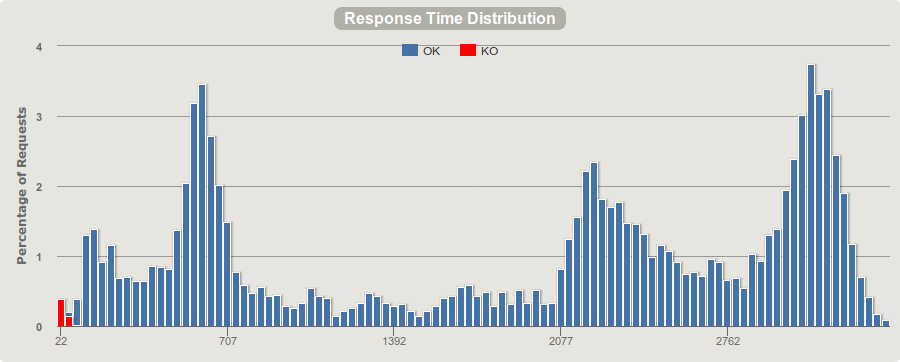 Response Time Distribution
OK KO
Percentage of Requests
4
3
2
1
0
22 707 1392 2077 2762